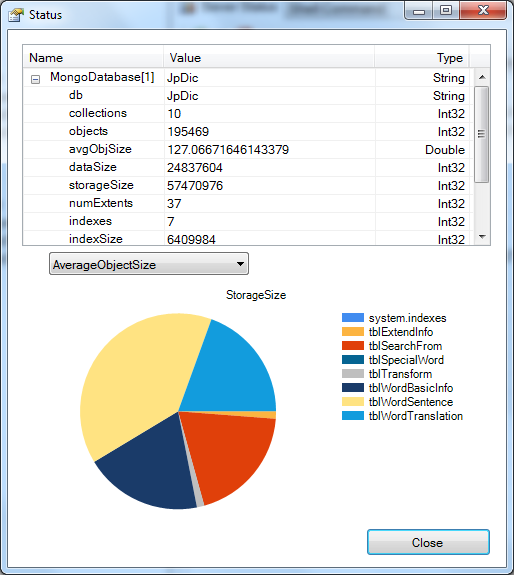 Status
Name Value Type
MongoDatabase[1] JpDic String
db JpDic String
collections 10 Int32
objects 195469 Int32
avgObjSize 127.06671646143379 Double
dataSize 24837604 Int32
storageSize 57470976 Int32
numExtents 37 Int32
indexes 7 Int32
indexSize 6409984 Int32
AverageObjectSize
StorageSize
system.indexes
tblExtendInfo
tblSearchFrom
tblSpecialWord
tblTransform
tblWordBasicInfo
tblWordSentence
tblWordTranslation
Close